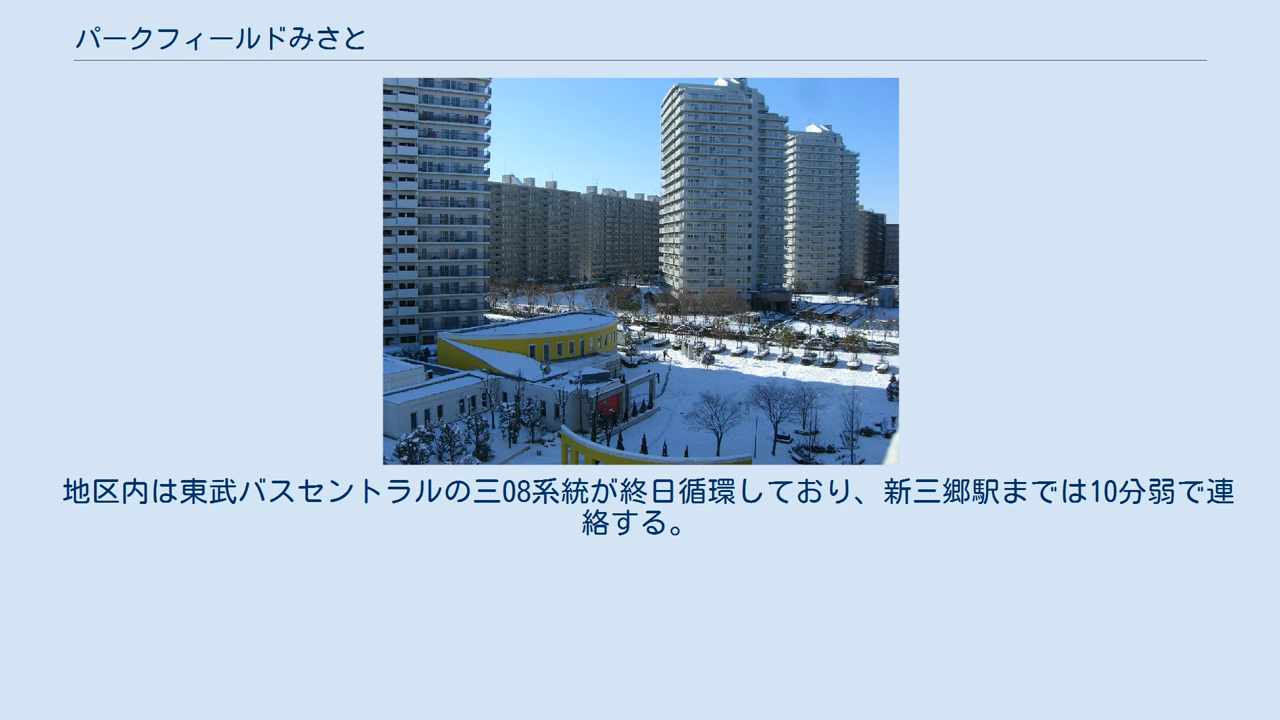 パークフィールドみさと
地区内は東武バスセントラルの三08系統が終日循環しており、新三郷駅までは10分弱で連
絡する。